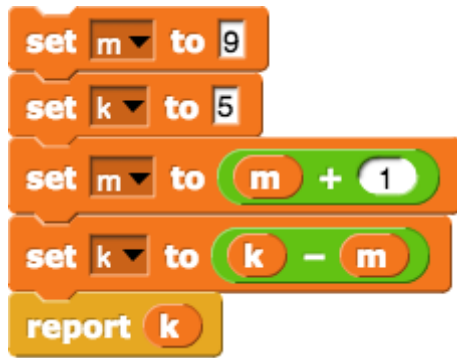 set m to 9
set k to 5
set m to m + 1
set k to k - m
report k